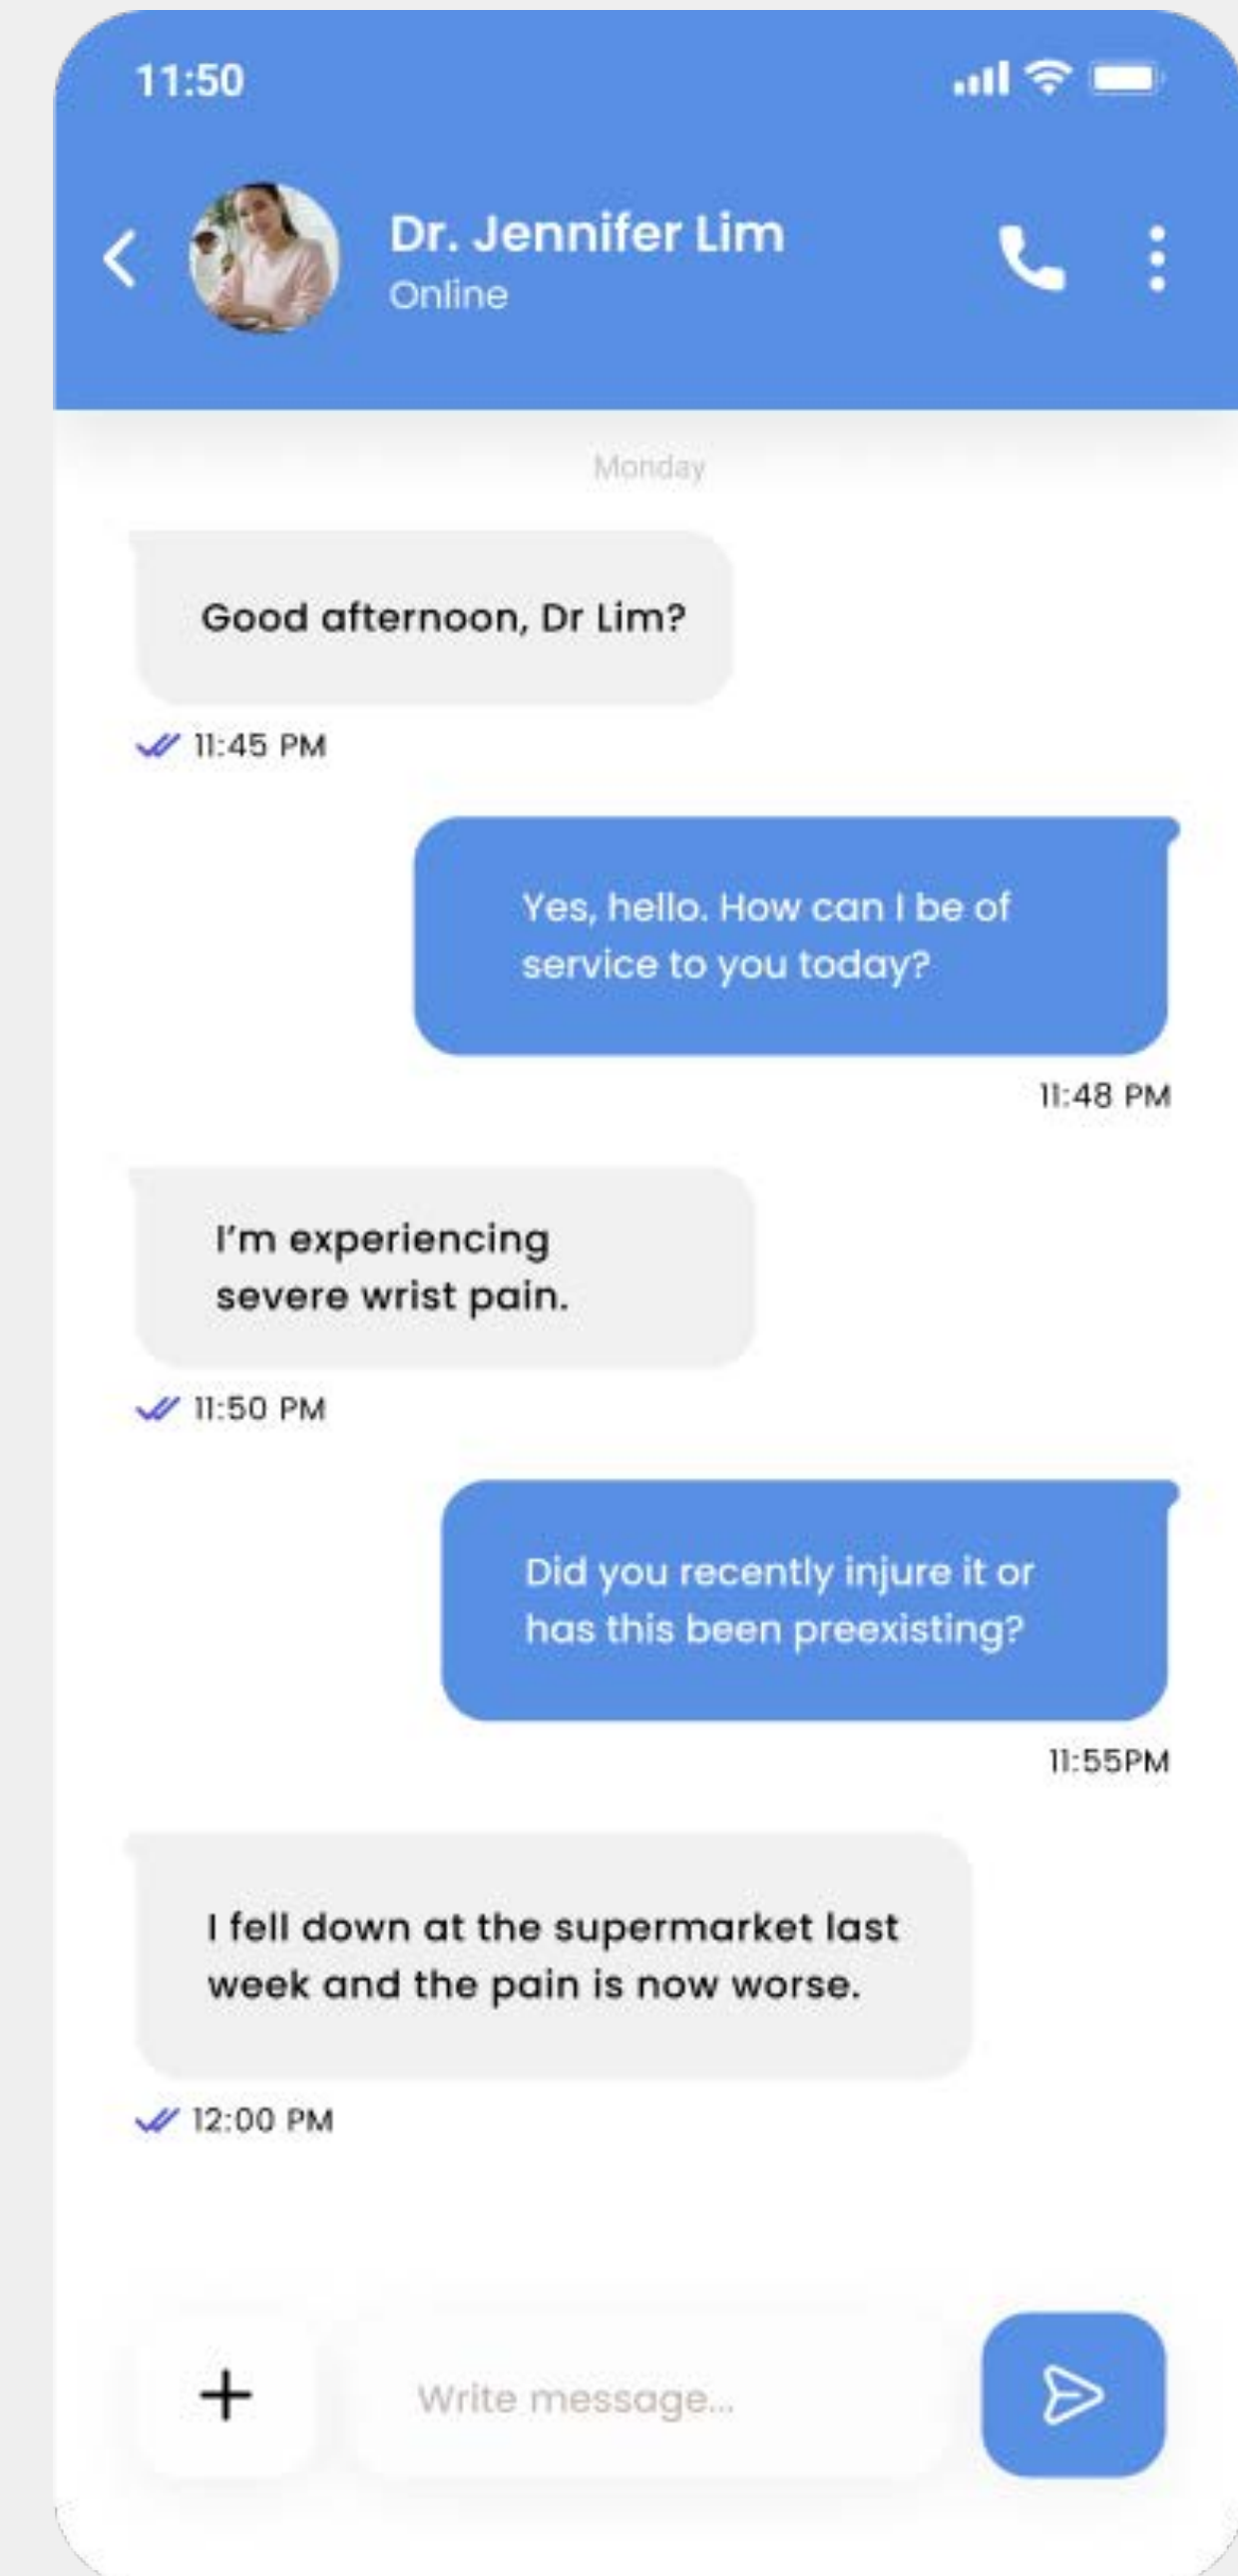 11:50
Dr. Jennifer Lim
Online
Monday
Good afternoon, Dr Lim?
11:45 PM
Yes, hello. How can I be of
service to you today?
11:48 PM
I'm experiencing
severe wrist pain.
11:50 PM
Did you recently injure it or
has this been preexisting?
11:55PM
I fell down at the supermarket last
week and the pain is now worse.
12:00 PM
Write message...